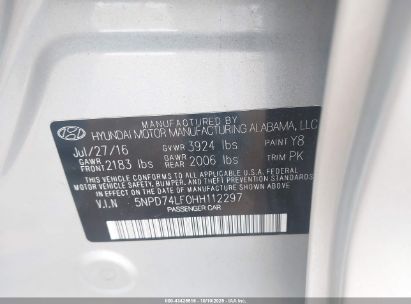 MANUFACTURED BY
HYUNDAI MOTOR MANUFACTURING ALABAMA, LLC
Jul/27/16 GVWR 3924 lbs PAINT Y8
GAWR FRONT 2183 lbs GAWR REAR 2006 lbs TRIM PK
THIS VEHICLE CONFORMS TO ALL APPLICABLE U.S. FEDERAL
MOTOR VEHICLE SAFETY, BUMPER, AND THEFT PREVENTION STANDARDS
IN EFFECT ON THE DATE OF MANUFACTURE SHOWN ABOVE.
V.I.N 5NPD74LF0HH112297
PASSENGER CAR